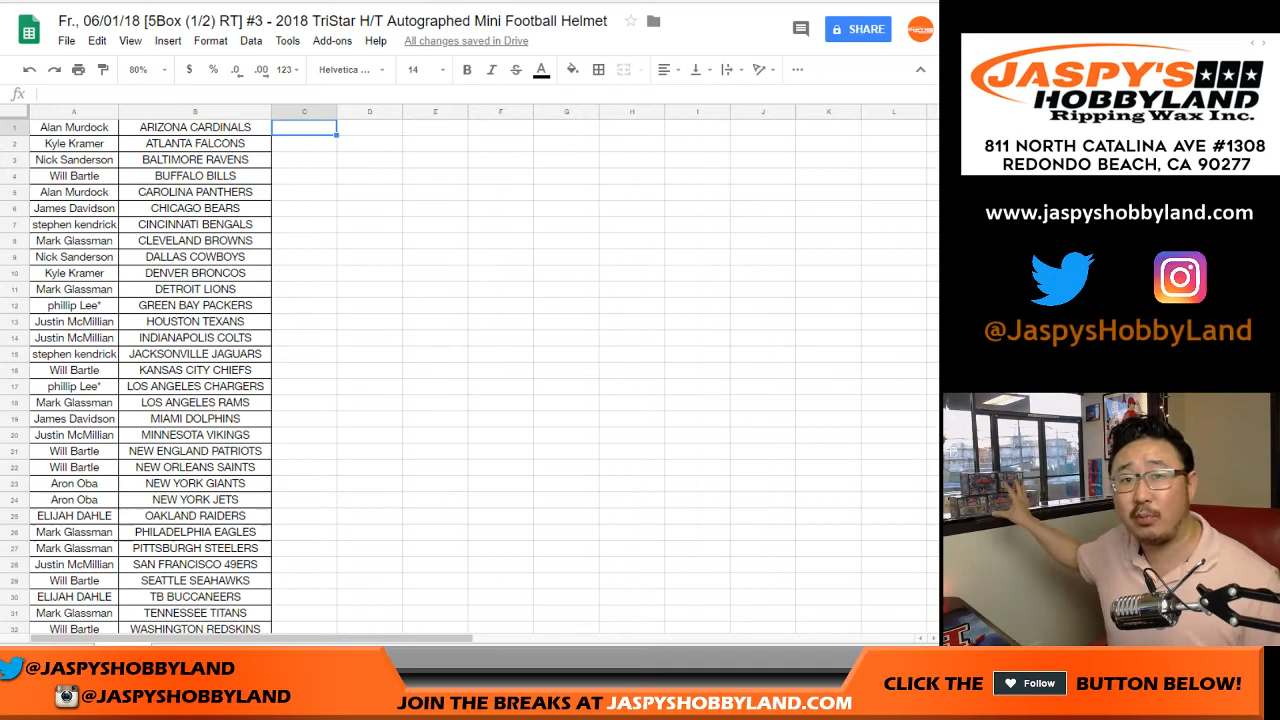 Fr., 06/01/18 [5Box (1/2) RT] #3 - 2018 TriStar H/T Autographed Mini Football Helmet
File Edit View Insert Format Data Tools Add-ons Help All changes saved in Drive
SHARE
80% $ % .0 .00 123 Helvetica ... 14 B I S A
fx
A B C D E F G H I J K L
1 Alan Murdock ARIZONA CARDINALS
2 Kyle Kramer ATLANTA FALCONS
3 Nick Sanderson BALTIMORE RAVENS
4 Will Bartle BUFFALO BILLS
5 Alan Murdock CAROLINA PANTHERS
6 James Davidson CHICAGO BEARS
7 stephen kendrick CINCINNATI BENGALS
8 Mark Glassman CLEVELAND BROWNS
9 Nick Sanderson DALLAS COWBOYS
10 Kyle Kramer DENVER BRONCOS
11 Mark Glassman DETROIT LIONS
12 phillip Lee* GREEN BAY PACKERS
13 Justin McMillian HOUSTON TEXANS
14 Justin McMillian INDIANAPOLIS COLTS
15 stephen kendrick JACKSONVILLE JAGUARS
16 Will Bartle KANSAS CITY CHIEFS
17 phillip Lee* LOS ANGELES CHARGERS
18 Mark Glassman LOS ANGELES RAMS
19 James Davidson MIAMI DOLPHINS
20 Justin McMillian MINNESOTA VIKINGS
21 Will Bartle NEW ENGLAND PATRIOTS
22 Will Bartle NEW ORLEANS SAINTS
23 Aron Oba NEW YORK GIANTS
24 Aron Oba NEW YORK JETS
25 ELIJAH DAHLE OAKLAND RAIDERS
26 Mark Glassman PHILADELPHIA EAGLES
27 Mark Glassman PITTSBURGH STEELERS
28 Justin McMillian SAN FRANCISCO 49ERS
29 Will Bartle SEATTLE SEAHAWKS
30 ELIJAH DAHLE TB BUCCANEERS
31 Mark Glassman TENNESSEE TITANS
32 Will Bartle WASHINGTON REDSKINS
JASPY'S
HOBBYLAND
Ripping Wax Inc.
811 NORTH CATALINA AVE #1308
REDONDO BEACH, CA 90277
www.jaspyshobbyland.com
@JaspysHobbyLand
@JASPYSHOBBYLAND
@JASPYSHOBBYLAND
JOIN THE BREAKS AT JASPYSHOBBYLAND.COM
CLICK THE Follow BUTTON BELOW!